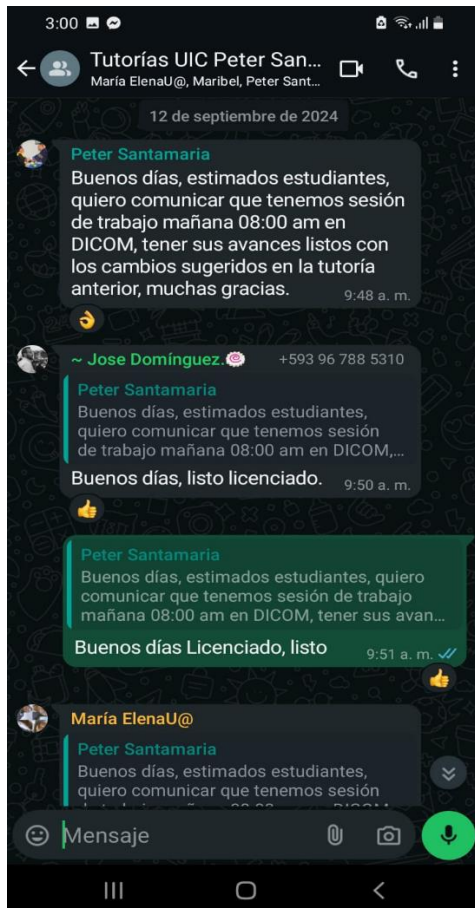 3:00
Tutorías UIC Peter San...
María ElenaU@, Maribel, Peter Sant...
12 de septiembre de 2024
Peter Santamaria
Buenos días, estimados estudiantes,
quiero comunicar que tenemos sesión
de trabajo mañana 08:00 am en
DICOM, tener sus avances listos con
los cambios sugeridos en la tutoría
anterior, muchas gracias.
9:48 a. m.
~ Jose Domínguez.🍥 +593 96 788 5310
Peter Santamaria
Buenos días, estimados estudiantes,
quiero comunicar que tenemos sesión
de trabajo mañana 08:00 am en DICOM,...
Buenos días, listo licenciado.
9:50 a. m.
Peter Santamaria
Buenos días, estimados estudiantes, quiero
comunicar que tenemos sesión de trabajo
mañana 08:00 am en DICOM, tener sus avan...
Buenos días Licenciado, listo
9:51 a. m.
María ElenaU@
Peter Santamaria
Buenos días, estimados estudiantes,
quiero comunicar que tenemos sesión
Mensaje